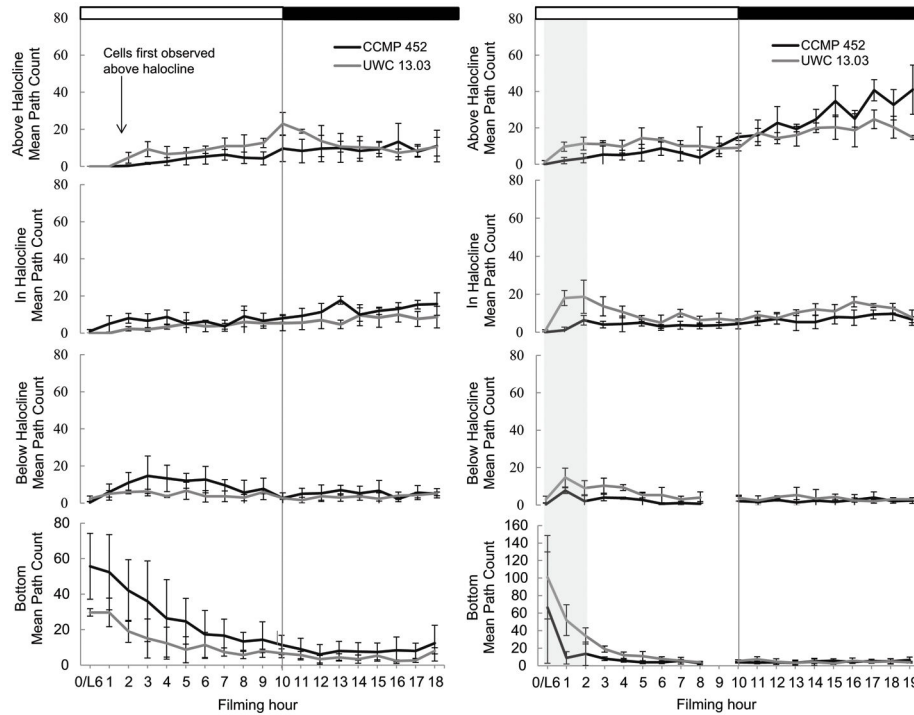 80
60
40
20
0
Above Halocline
Mean Path Count
Cells first observed
above halocline
CCMP 452
UWC 13.03
80
60
40
20
0
In Halocline
Mean Path Count
80
60
40
20
0
Below Halocline
Mean Path Count
80
60
40
20
0
Bottom
Mean Path Count
0/L6 1 2 3 4 5 6 7 8 9 10 11 12 13 14 15 16 17 18
Filming hour
80
60
40
20
0
Above Halocline
Mean Path Count
CCMP 452
UWC 13.03
80
60
40
20
0
In Halocline
Mean Path Count
80
60
40
20
0
Below Halocline
Mean Path Count
160
140
120
100
80
60
40
20
0
Bottom
Mean Path Count
0/L6 1 2 3 4 5 6 7 8 9 10 11 12 13 14 15 16 17 18 19
Filming hour